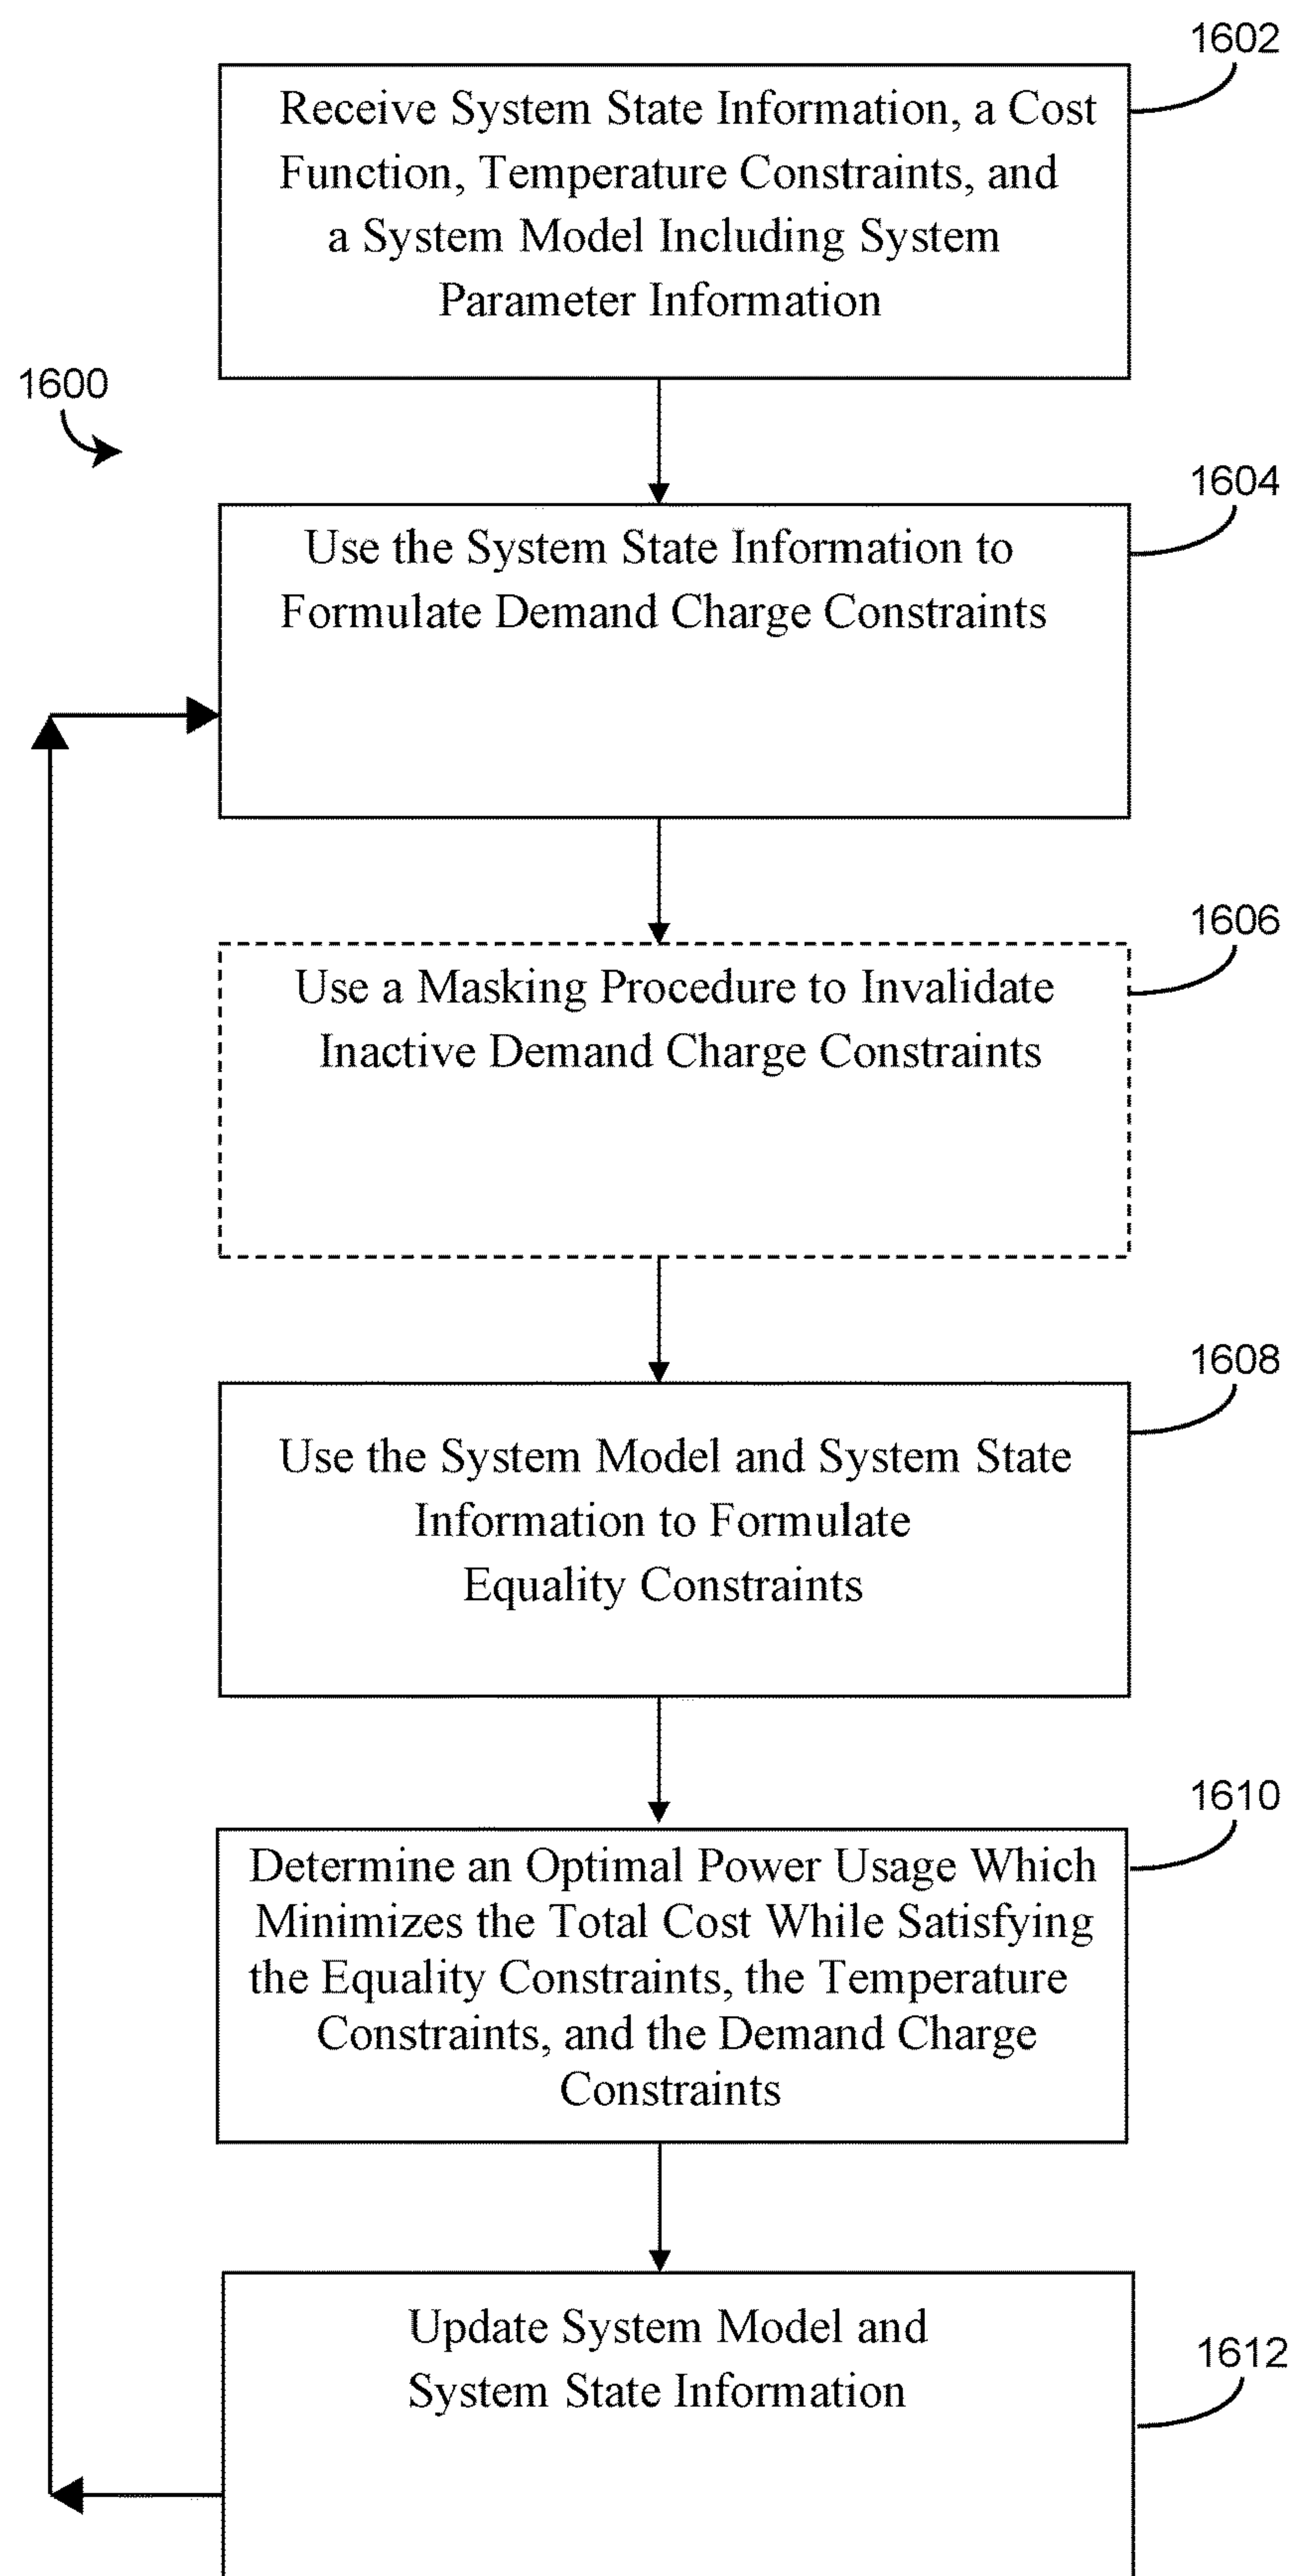 1602
Receive System State Information, a Cost
Function, Temperature Constraints, and
a System Model Including System
Parameter Information
1600
1604
Use the System State Information to
Formulate Demand Charge Constraints
1606
Use a Masking Procedure to Invalidate
Inactive Demand Charge Constraints
1608
Use the System Model and System State
Information to Formulate
Equality Constraints
1610
Determine an Optimal Power Usage Which
Minimizes the Total Cost While Satisfying
the Equality Constraints, the Temperature
Constraints, and the Demand Charge
Constraints
Update System Model and
1612
System State Information